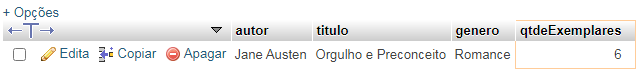 + Opções
←T→ autor titulo genero qtdeExemplares
Edita Copiar Apagar Jane Austen Orgulho e Preconceito Romance 6